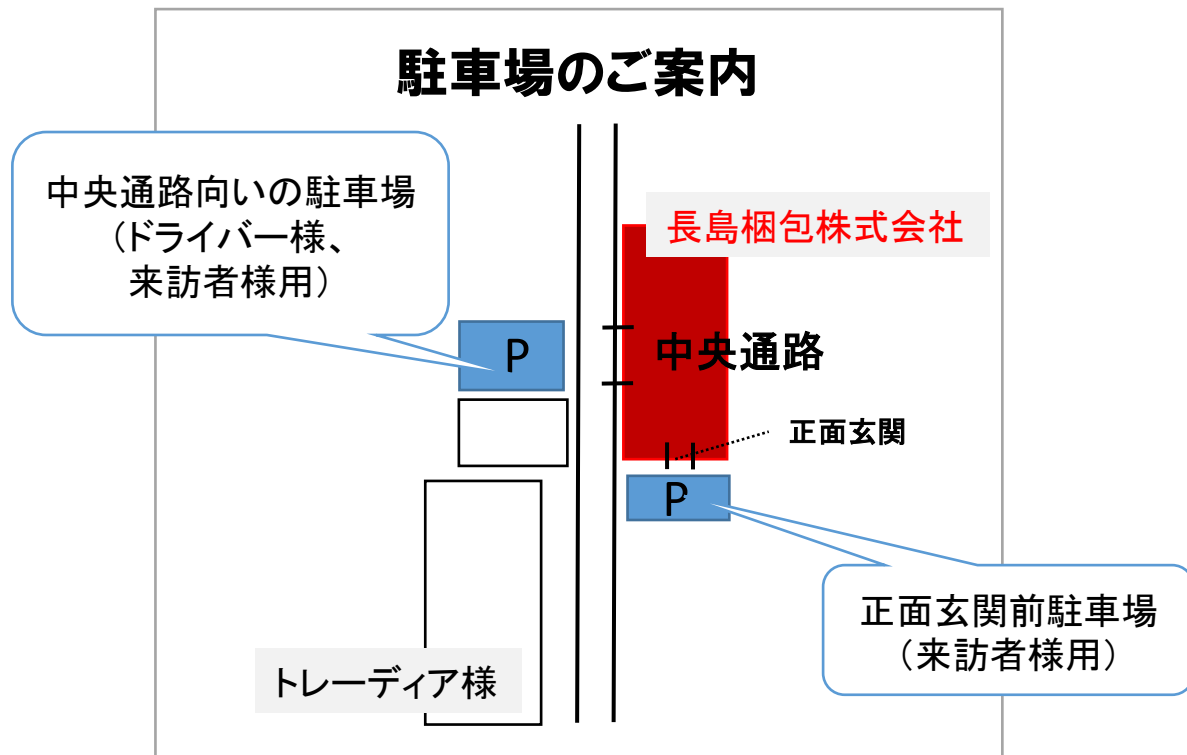 駐車場のご案内
中央通路向いの駐車場
(ドライバー様、
来訪者様用)
長島梱包株式会社
P
中央通路
正面玄関
P
正面玄関前駐車場
(来訪者様用)
トレーディア様